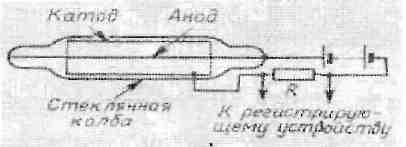 Катод
Анод
Стеклянная
колба
R
К регистрирую-
щему устройству